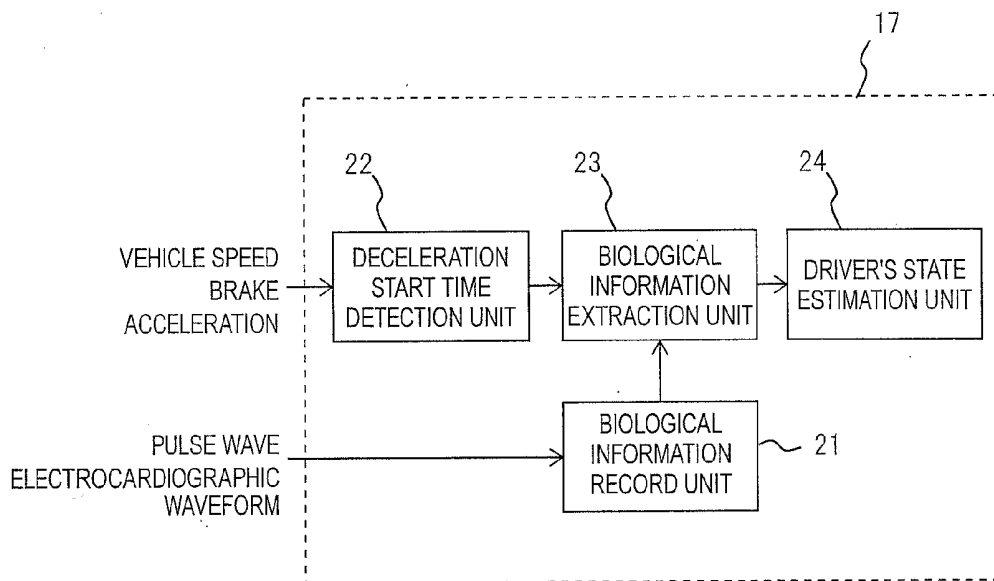 17
22
23
24
VEHICLE SPEED
BRAKE
ACCELERATION
DECELERATION
START TIME
DETECTION UNIT
BIOLOGICAL
INFORMATION
EXTRACTION UNIT
DRIVER'S STATE
ESTIMATION UNIT
PULSE WAVE
ELECTROCARDIOGRAPHIC
WAVEFORM
BIOLOGICAL
INFORMATION
RECORD UNIT
21